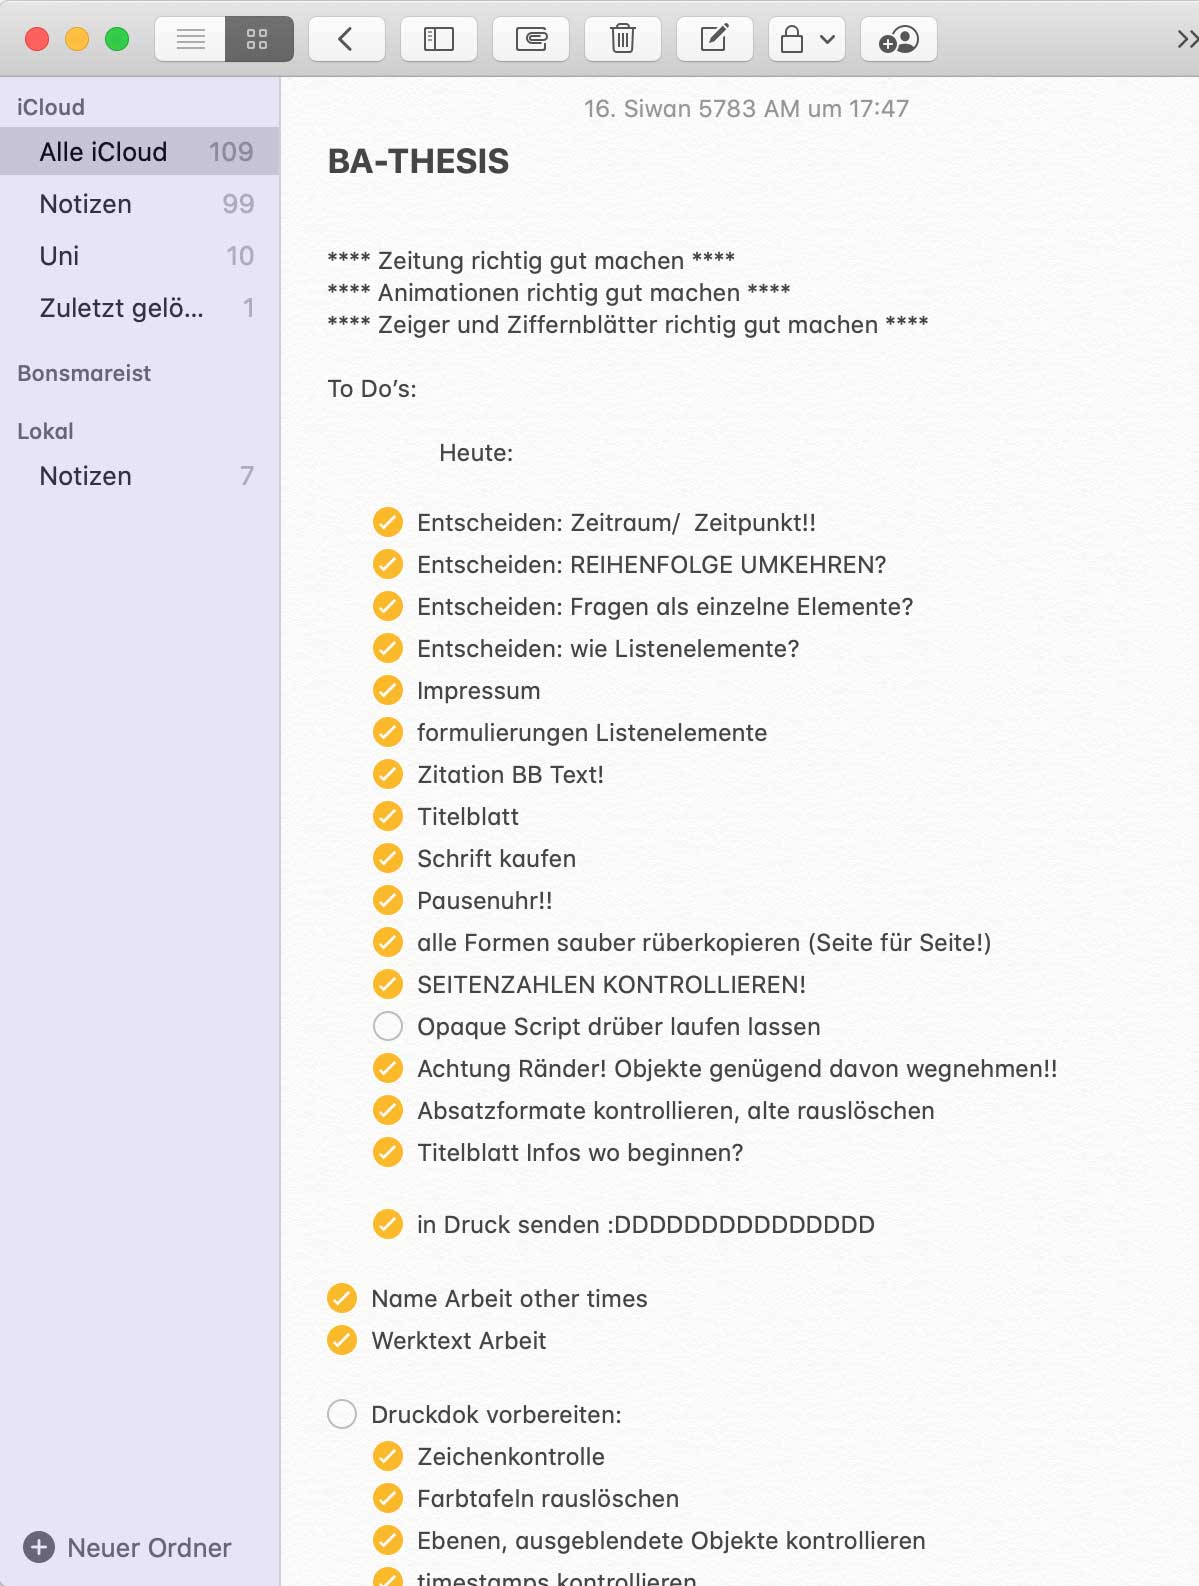 iCloud
Alle iCloud 109
Notizen 99
Uni 10
Zuletzt gelö... 1
Bonsmareist
Lokal
Notizen 7
Neuer Ordner
16. Siwan 5783 AM um 17:47
BA-THESIS
**** Zeitung richtig gut machen ****
**** Animationen richtig gut machen ****
**** Zeiger und Ziffernblätter richtig gut machen ****
To Do’s:
Heute:
Entscheiden: Zeitraum/  Zeitpunkt!!
Entscheiden: REIHENFOLGE UMKEHREN?
Entscheiden: Fragen als einzelne Elemente?
Entscheiden: wie Listenelemente?
Impressum
formulierungen Listenelemente
Zitation BB Text!
Titelblatt
Schrift kaufen
Pausenuhr!!
alle Formen sauber rüberkopieren (Seite für Seite!)
SEITENZAHLEN KONTROLLIEREN!
Opaque Script drüber laufen lassen
Achtung Ränder! Objekte genügend davon wegnehmen!!
Absatzformate kontrollieren, alte rauslöschen
Titelblatt Infos wo beginnen?
in Druck senden :DDDDDDDDDDDDDDD
Name Arbeit other times
Werktext Arbeit
Druckdok vorbereiten:
Zeichenkontrolle
Farbtafeln rauslöschen
Ebenen, ausgeblendete Objekte kontrollieren
timestamps kontrollieren